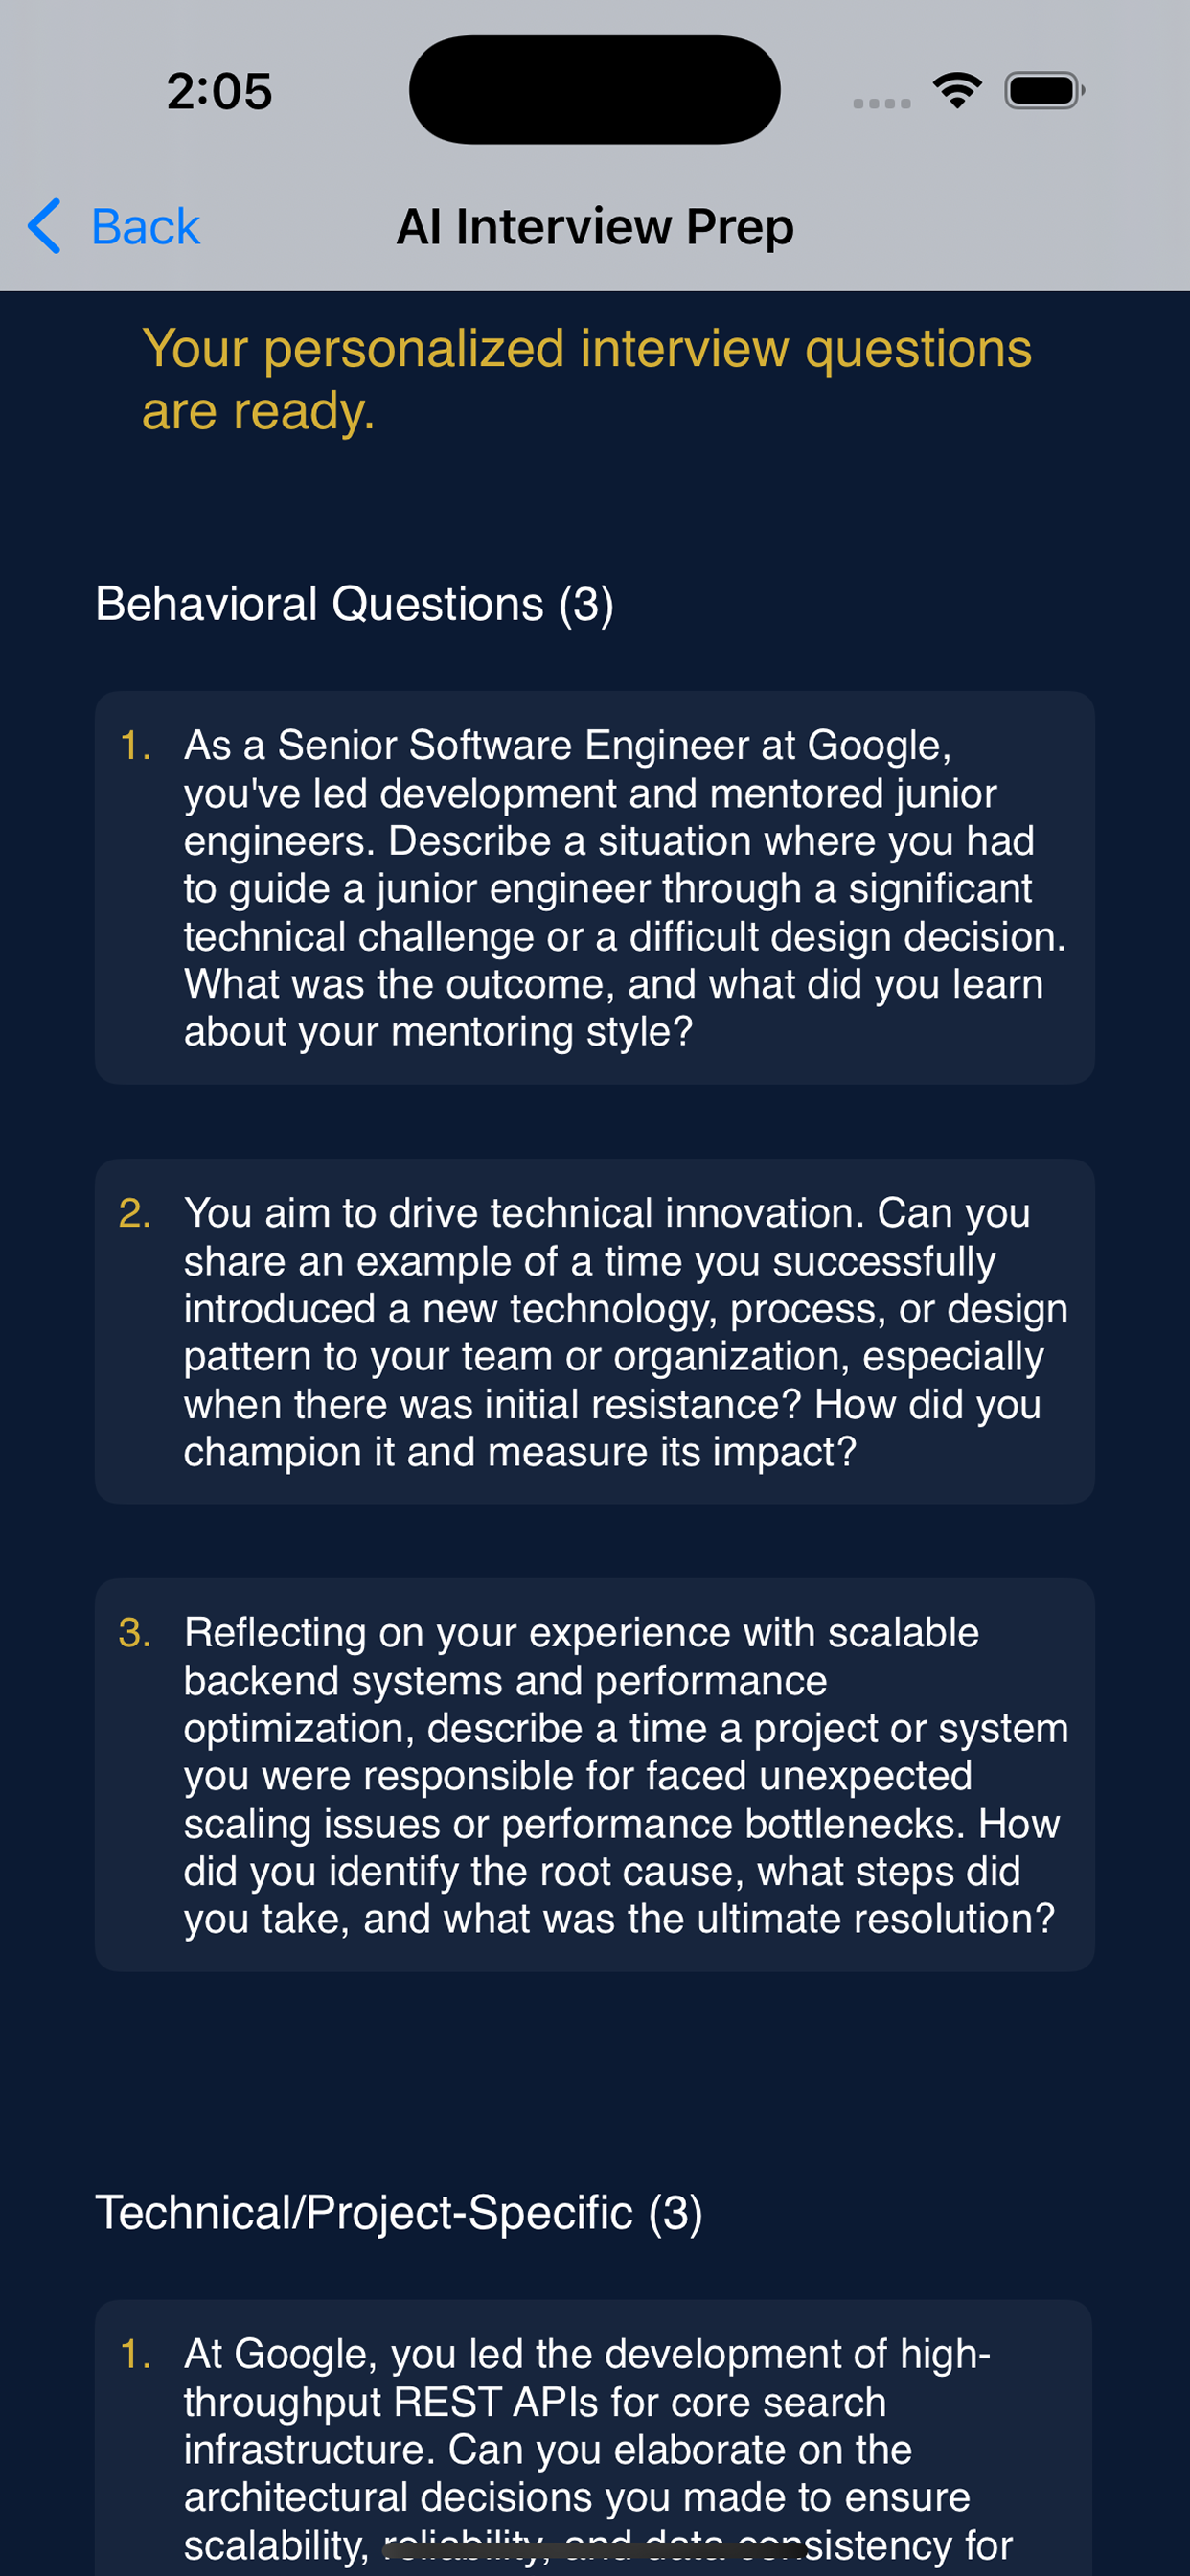 2:05
Back
AI Interview Prep
Your personalized interview questions
are ready.
Behavioral Questions (3)
1. As a Senior Software Engineer at Google,
you've led development and mentored junior
engineers. Describe a situation where you had
to guide a junior engineer through a significant
technical challenge or a difficult design decision.
What was the outcome, and what did you learn
about your mentoring style?
2. You aim to drive technical innovation. Can you
share an example of a time you successfully
introduced a new technology, process, or design
pattern to your team or organization, especially
when there was initial resistance? How did you
champion it and measure its impact?
3. Reflecting on your experience with scalable
backend systems and performance
optimization, describe a time a project or system
you were responsible for faced unexpected
scaling issues or performance bottlenecks. How
did you identify the root cause, what steps did
you take, and what was the ultimate resolution?
Technical/Project-Specific (3)
1. At Google, you led the development of high-
throughput REST APIs for core search
infrastructure. Can you elaborate on the
architectural decisions you made to ensure
scalability, reliability, and data consistency for